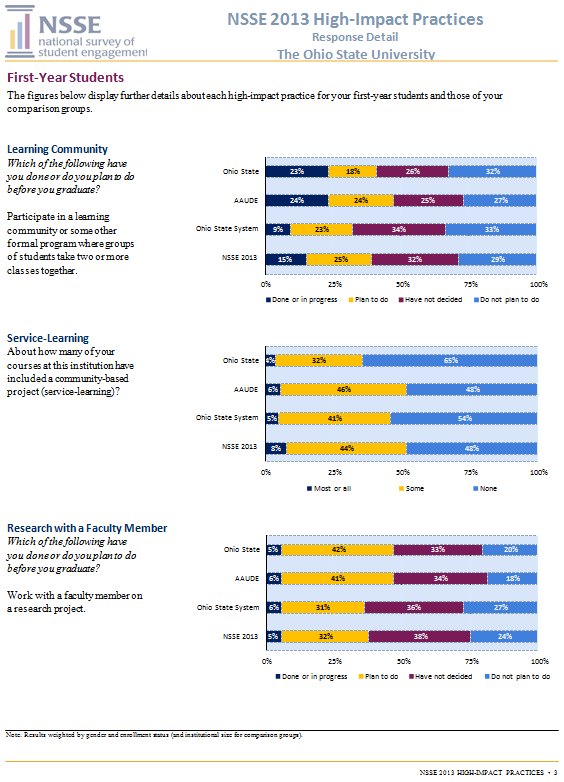 NSSE
national survey of
student engagement
NSSE 2013 High-Impact Practices
Response Detail
The Ohio State University
First-Year Students
The figures below display further details about each high-impact practice for your first-year students and those of your
comparison groups.
Learning Community
Which of the following have
you done or do you plan to do
before you graduate?
Participate in a learning
community or some other
formal program where groups
of students take two or more
classes together.
Ohio State 23% 18% 26% 32%
AAUDE 24% 24% 25% 27%
Ohio State System 9% 23% 34% 33%
NSSE 2013 15% 25% 32% 29%
0% 25% 50% 75% 100%
Done or in progress Plan to do Have not decided Do not plan to do
Service-Learning
About how many of your
courses at this institution have
included a community-based
project (service-learning)?
Ohio State 4% 32% 65%
AAUDE 6% 46% 48%
Ohio State System 5% 41% 54%
NSSE 2013 8% 44% 48%
0% 25% 50% 75% 100%
Most or all Some None
Research with a Faculty Member
Which of the following have
you done or do you plan to do
before you graduate?
Work with a faculty member on
a research project.
Ohio State 5% 42% 33% 20%
AAUDE 6% 41% 34% 18%
Ohio State System 6% 31% 36% 27%
NSSE 2013 5% 32% 38% 24%
0% 25% 50% 75% 100%
Done or in progress Plan to do Have not decided Do not plan to do
Note: Results weighted by gender and enrollment status (and institutional size for comparison groups).
NSSE 2013 HIGH-IMPACT PRACTICES • 3